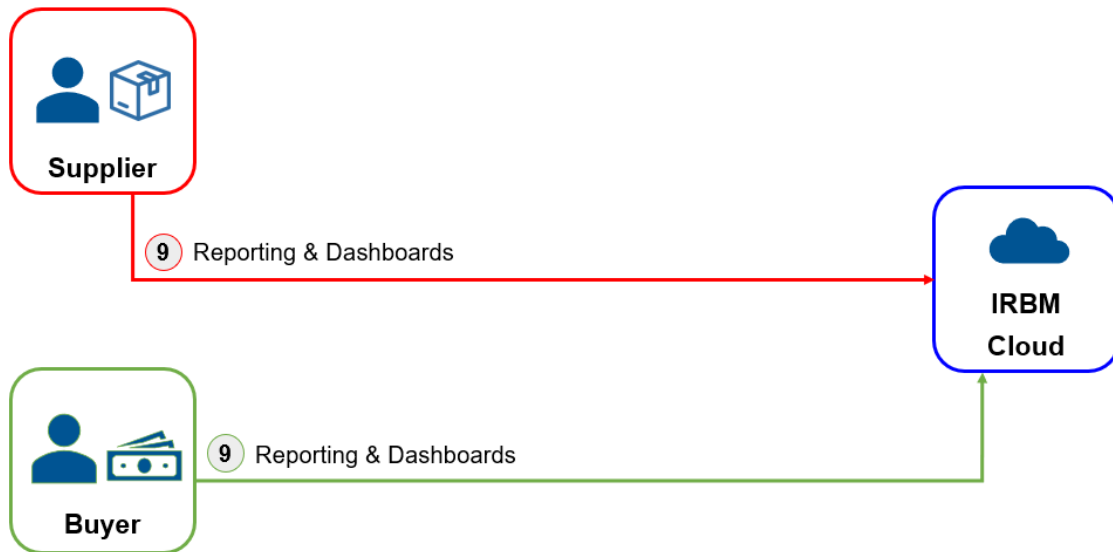 Supplier
9 Reporting & Dashboards
IRBM
Cloud
9 Reporting & Dashboards
Buyer